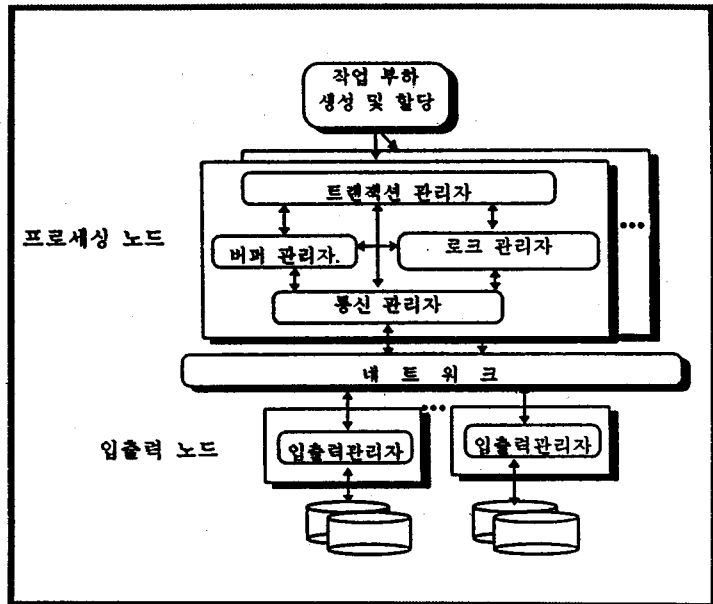 작업 부하
생성 및 할당
트랜잭션 관리자
프로세싱 노드
버퍼 관리자.
로크 관리자
...
통신 관리자
네 트 워 크
...
입출력 노드
입출력관리자
입출력관리자